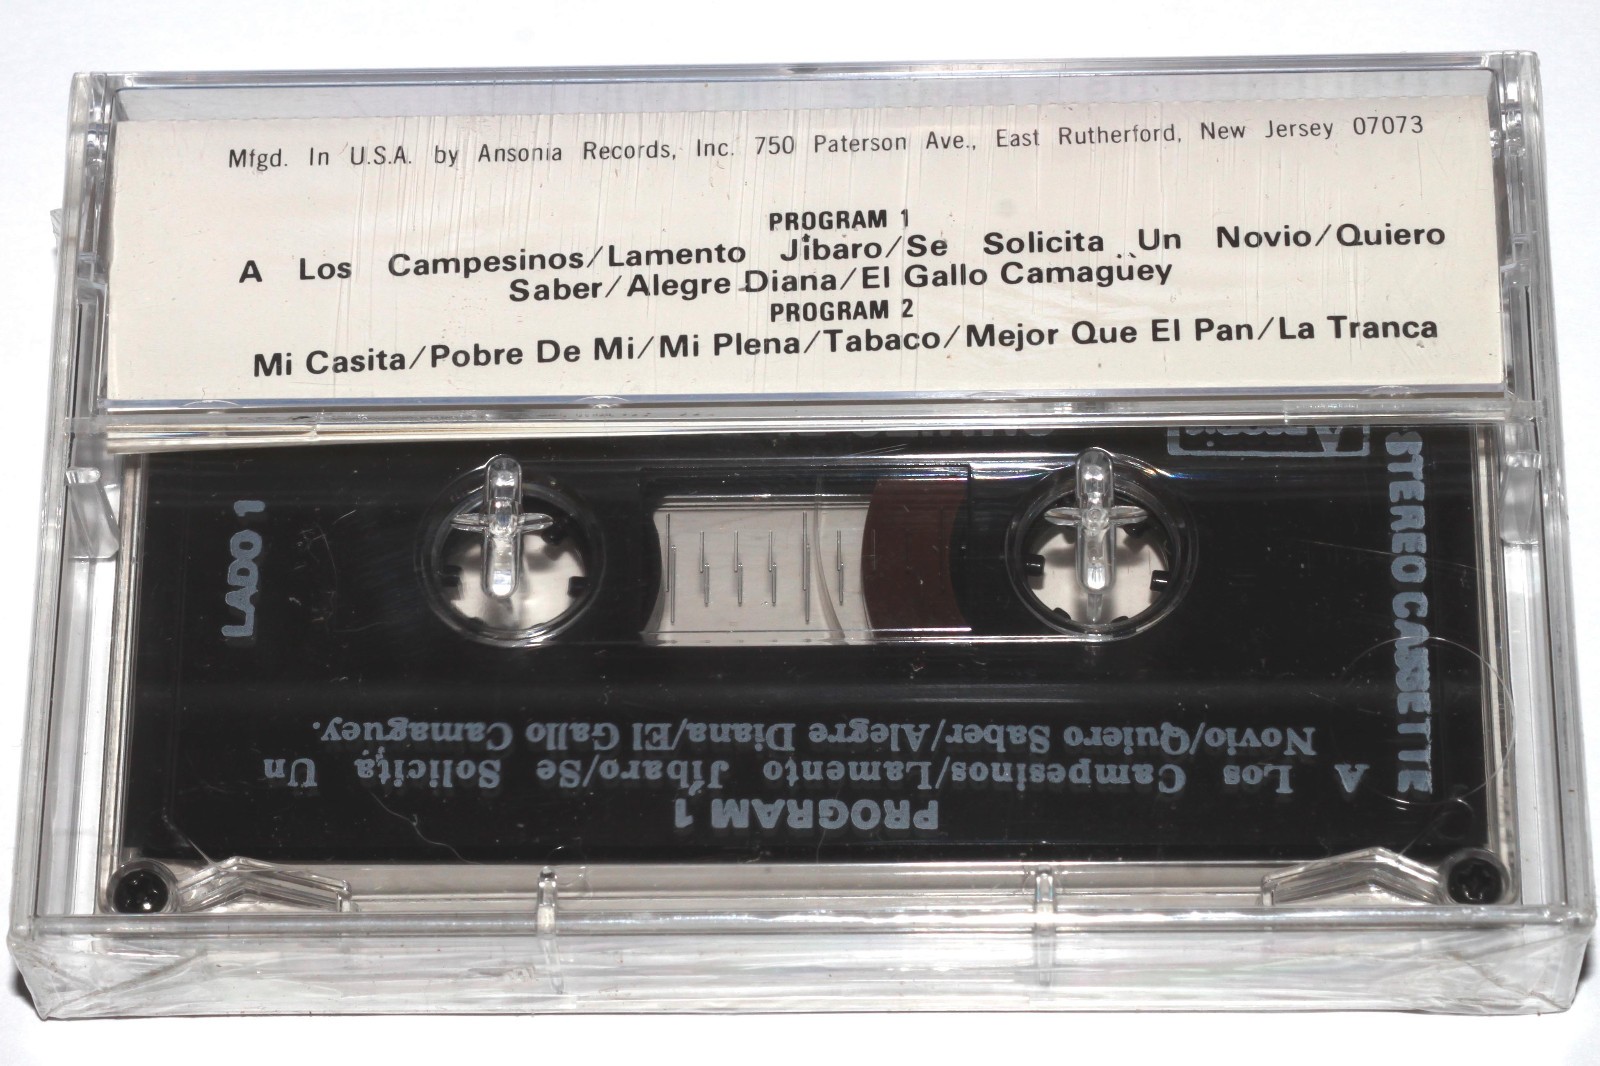 Mfgd. In U.S.A. by Ansonia Records, Inc. 750 Paterson Ave., East Rutherford, New Jersey 07073
PROGRAM 1
A Los Campesinos/Lamento Jíbaro/Se Solicita Un Novio/Quiero
Saber/Alegre Diana/El Gallo Camagüey
PROGRAM 2
Mi Casita/Pobre De Mi/Mi Plena/Tabaco/Mejor Que El Pan/La Tranca
Ansonia
STEREO CASSETTE
LADO 1
PROGRAM 1
A Los Campesinos/Lamento Jíbaro/Se Solicita Un
Novio/Quiero Saber/Alegre Diana/El Gallo Camaguey.